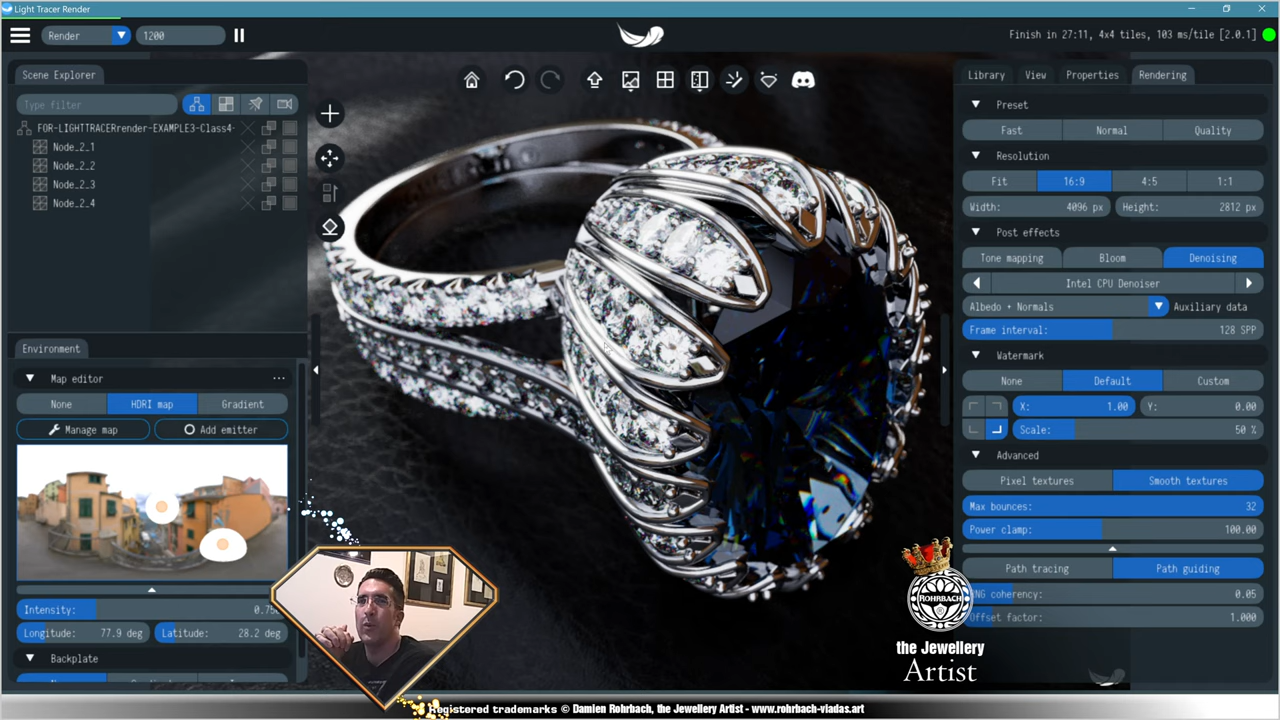 Light Tracer Render
Render
1200
Finish in 27:11, 4x4 tiles, 103 ms/tile [2.0.1]
Scene Explorer
Type filter
FOR-LIGHTTRACERrender-EXAMPLE3-Class4-
Node_2_1
Node_2_2
Node_2_3
Node_2_4
Environment
Map editor
None HDRI map Gradient
Manage map Add emitter
Intensity: 0.75
Longitude: 77.9 deg Latitude: 28.2 deg
Backplate
Library View Properties Rendering
Preset
Fast Normal Quality
Resolution
Fit 16:9 4:5 1:1
Width: 4096 px Height: 2812 px
Post effects
Tone mapping Bloom Denoising
Intel CPU Denoiser
Albedo + Normals Auxiliary data
Frame interval: 128 SPP
Watermark
None Default Custom
X: 1.00 Y: 0.00
Scale: 50 %
Advanced
Pixel textures Smooth textures
Max bounces: 32
Power clamp: 100.00
Path tracing Path guiding
coherency: 0.05
Offset factor: 1.000
ROHRBACH
the Jewellery
Artist
Registered trademarks © Damien Rohrbach, the Jewellery Artist - www.rohrbach-vladas.art